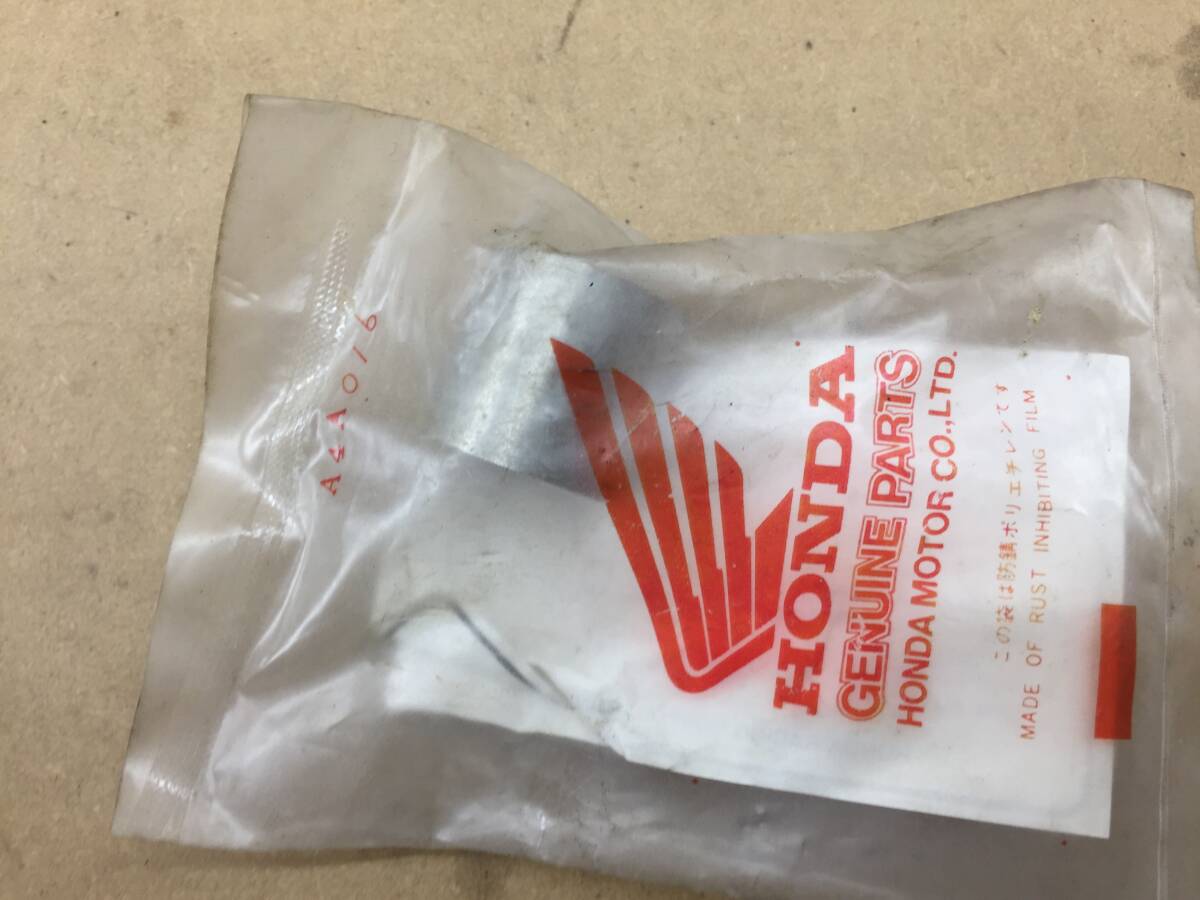 HONDA
GENUINE PARTS
HONDA MOTOR CO.,LTD.
この袋は防錆ポリエチレンです
MADE OF RUST INHIBITING FILM
A4A016